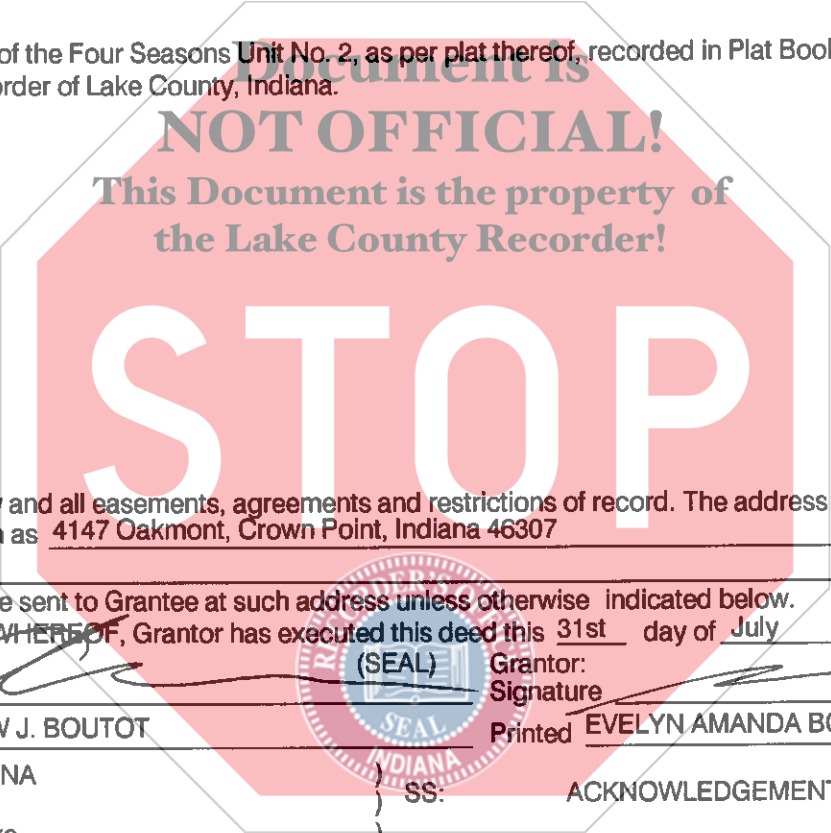 of the Four Seasons Unit No. 2, as per plat thereof, recorded in Plat Book
order of Lake County, Indiana.
Document is
NOT OFFICIAL!
This Document is the property of
the Lake County Recorder!
STOP
and all easements, agreements and restrictions of record. The address
as 4147 Oakmont, Crown Point, Indiana 46307
e sent to Grantee at such address unless otherwise indicated below.
WHEREOF, Grantor has executed this deed this 31st day of July
(SEAL) Grantor:
Signature
W J. BOUTOT Printed EVELYN AMANDA BO
SEAL
INDIANA
NA
SS: ACKNOWLEDGEMENT